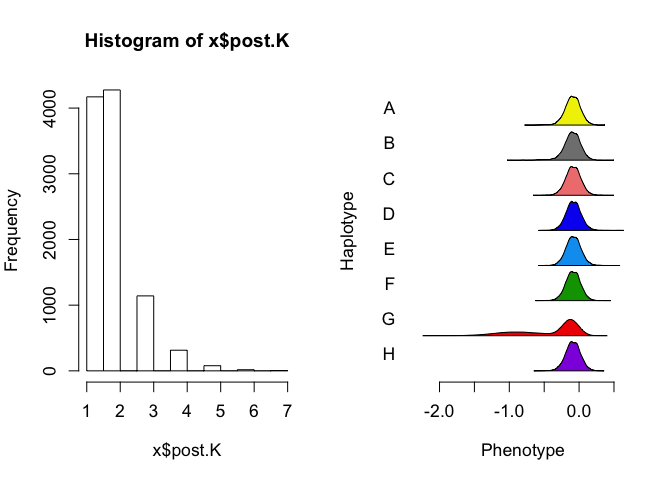 Histogram of x$post.K
Frequency
0
1000
2000
3000
4000
1 2 3 4 5 6 7
x$post.K
Haplotype
A
B
C
D
E
F
G
H
-2.0 -1.0 0.0
Phenotype